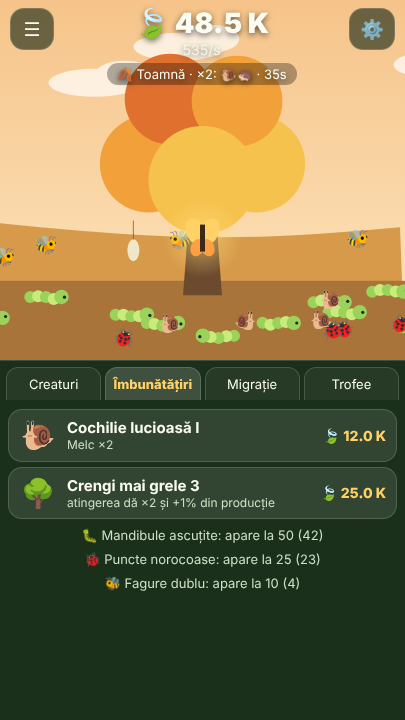 48.5 K
535/s
Toamnă · ×2: · 35s
Creaturi
Îmbunătățiri
Migrație
Trofee
Cochilie lucioasă I
Melc ×2
12.0 K
Crengi mai grele 3
atingerea dă ×2 și +1% din producție
25.0 K
Mandibule ascuțite: apare la 50 (42)
Puncte norocoase: apare la 25 (23)
Fagure dublu: apare la 10 (4)